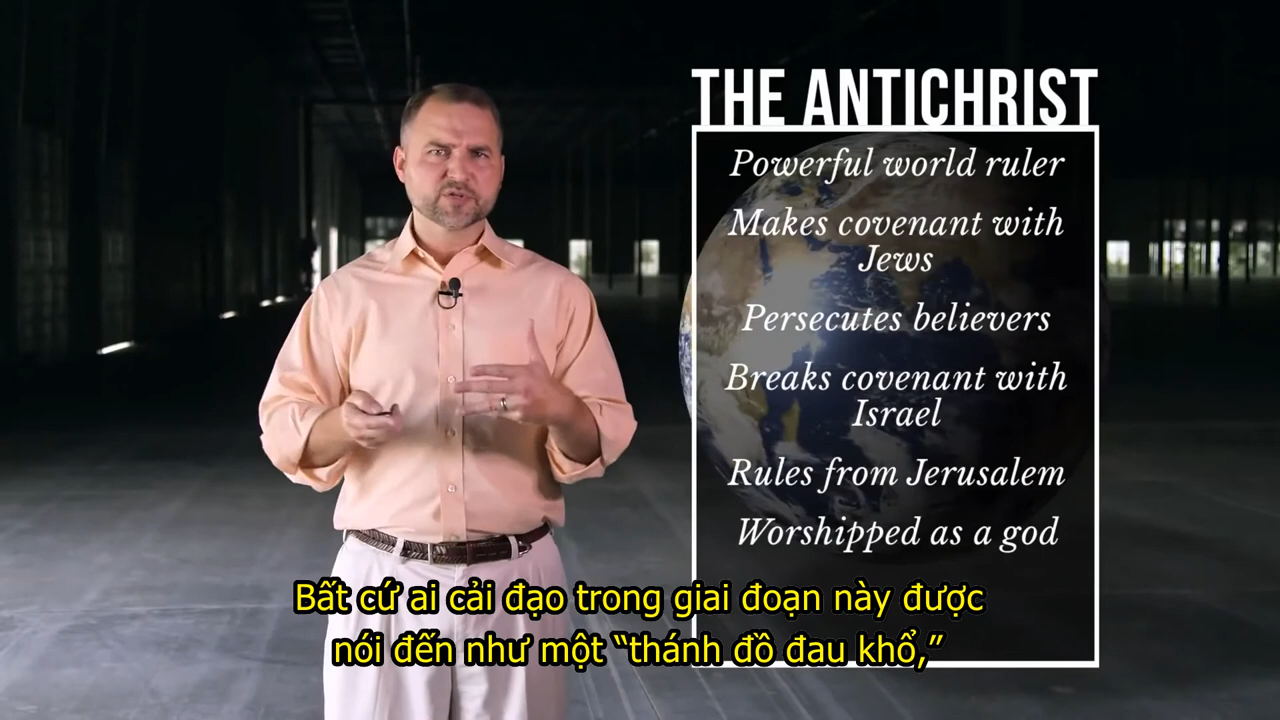 THE ANTICHRIST
Powerful world ruler
Makes covenant with
Jews
Persecutes believers
Breaks covenant with
Israel
Rules from Jerusalem
Worshipped as a god
Bất cứ ai cải đạo trong giai đoạn này được
nói đến như một “thánh đồ đau khổ,”